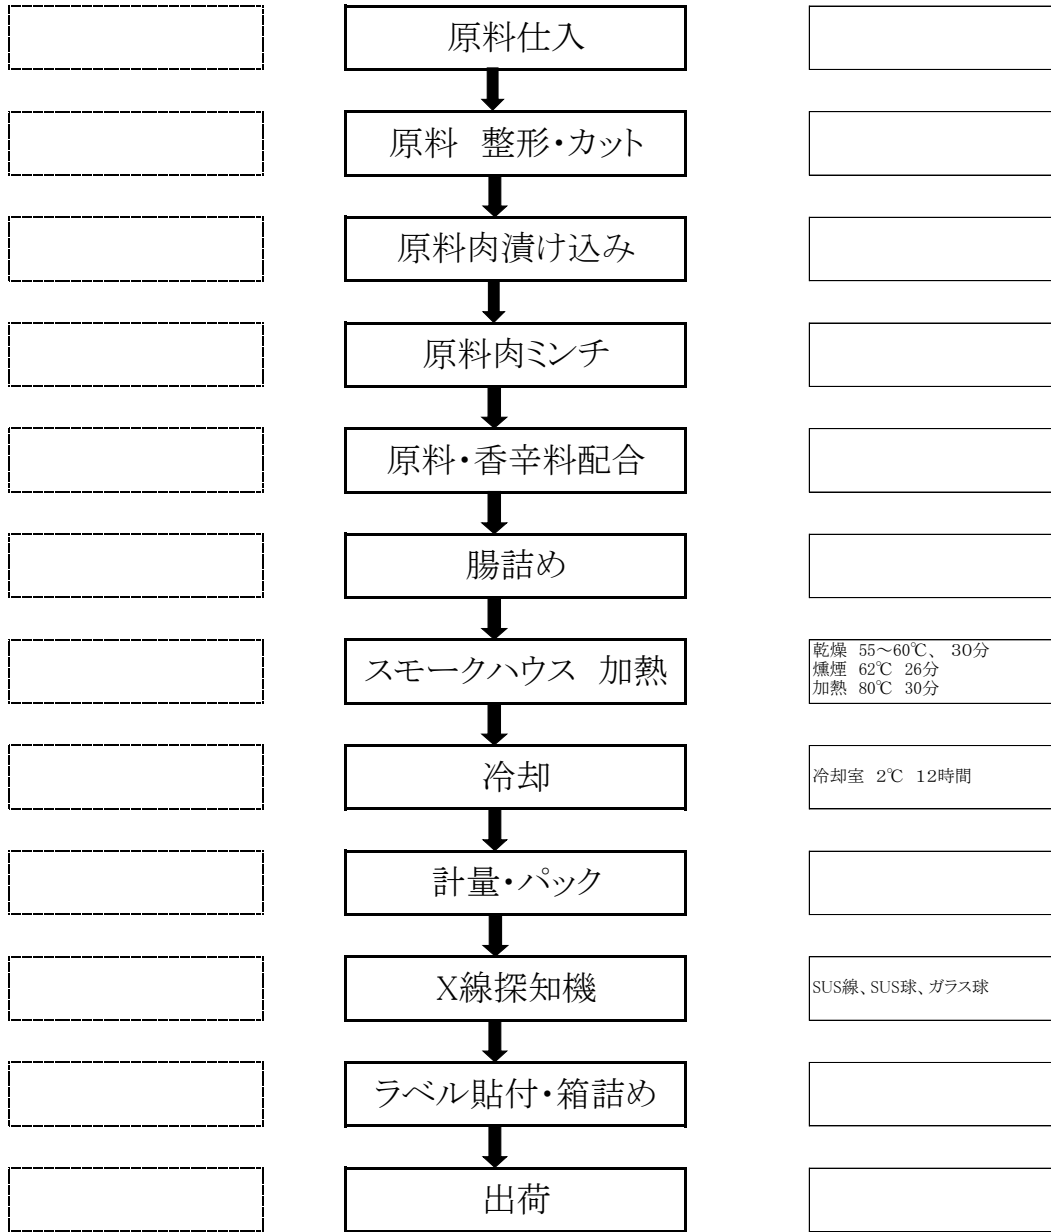 原料仕入
原料　整形・カット
原料肉漬け込み
原料肉ミンチ
原料・香辛料配合
腸詰め
スモークハウス　加熱
乾燥 55～60℃、 30分
燻煙 62℃ 26分
加熱 80℃ 30分
冷却
冷却室 2℃ 12時間
計量・パック
X線探知機
SUS線、SUS球、ガラス球
ラベル貼付・箱詰め
出荷